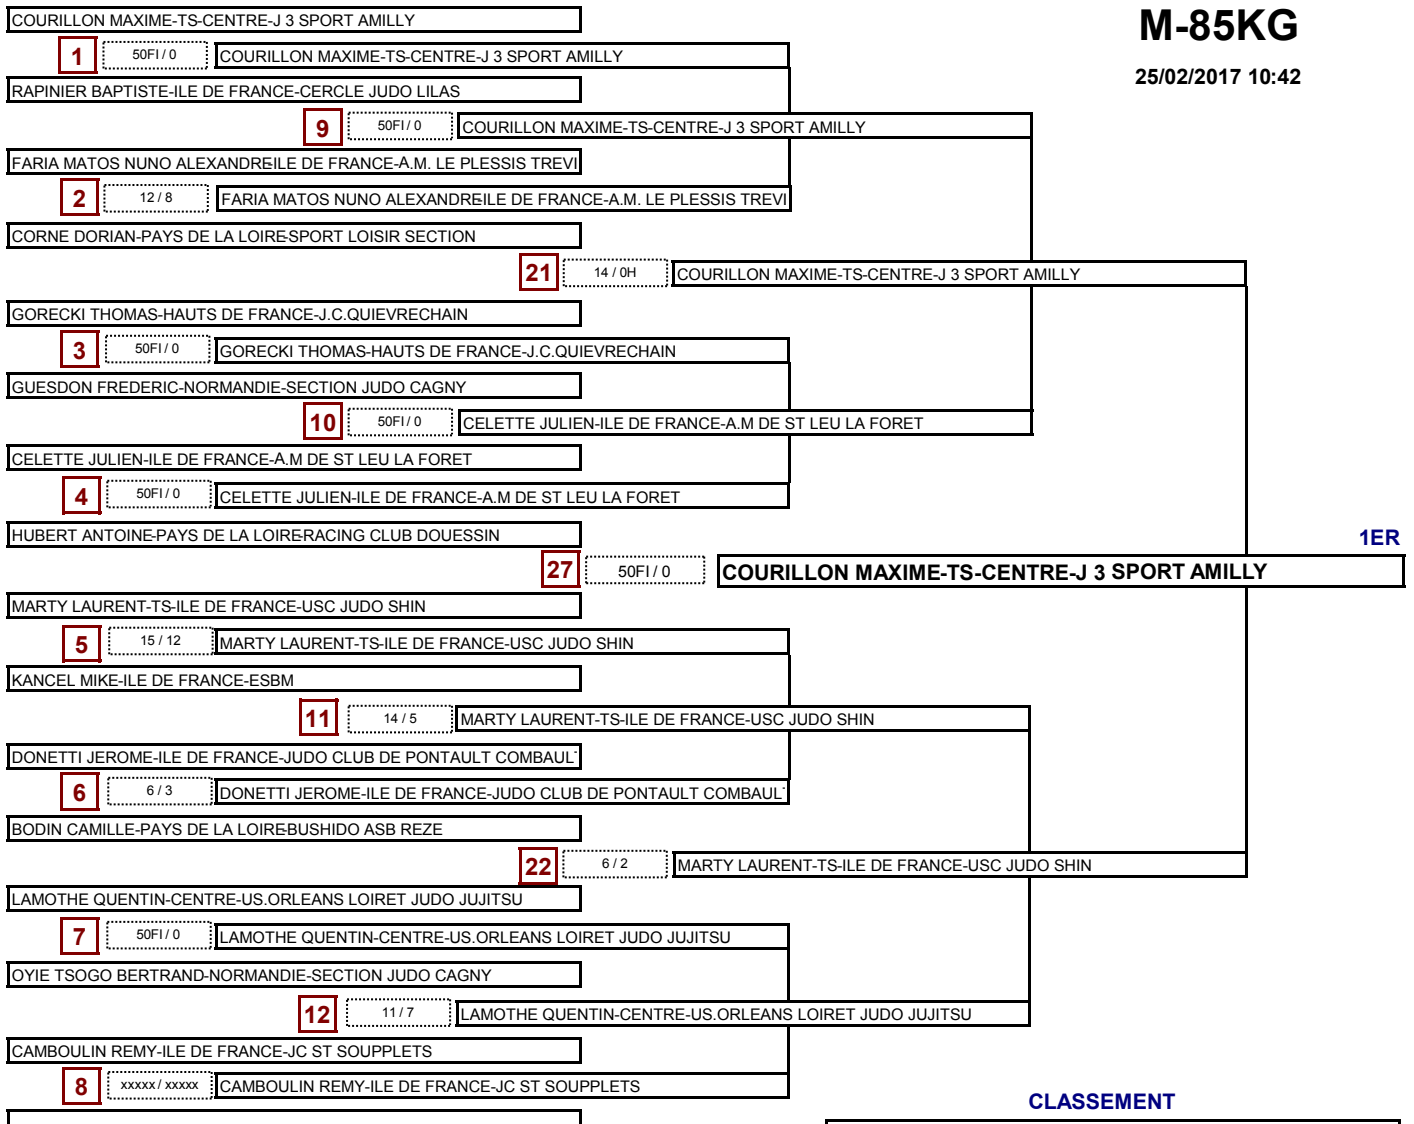 COURILLON MAXIME-TS-CENTRE-J 3 SPORT AMILLY
M-85KG
1 50FI / 0 COURILLON MAXIME-TS-CENTRE-J 3 SPORT AMILLY
25/02/2017 10:42
RAPINIER BAPTISTE-ILE DE FRANCE-CERCLE JUDO LILAS
9 50FI / 0 COURILLON MAXIME-TS-CENTRE-J 3 SPORT AMILLY
FARIA MATOS NUNO ALEXANDRE-ILE DE FRANCE-A.M. LE PLESSIS TREVI
2 12 / 8 FARIA MATOS NUNO ALEXANDRE-ILE DE FRANCE-A.M. LE PLESSIS TREVI
CORNE DORIAN-PAYS DE LA LOIRE-SPORT LOISIR SECTION
21 14 / 0H COURILLON MAXIME-TS-CENTRE-J 3 SPORT AMILLY
GORECKI THOMAS-HAUTS DE FRANCE-J.C.QUIEVRECHAIN
3 50FI / 0 GORECKI THOMAS-HAUTS DE FRANCE-J.C.QUIEVRECHAIN
GUESDON FREDERIC-NORMANDIE-SECTION JUDO CAGNY
10 50FI / 0 CELETTE JULIEN-ILE DE FRANCE-A.M DE ST LEU LA FORET
CELETTE JULIEN-ILE DE FRANCE-A.M DE ST LEU LA FORET
4 50FI / 0 CELETTE JULIEN-ILE DE FRANCE-A.M DE ST LEU LA FORET
HUBERT ANTOINE-PAYS DE LA LOIRE-RACING CLUB DOUESSIN
1ER
27 50FI / 0 COURILLON MAXIME-TS-CENTRE-J 3 SPORT AMILLY
MARTY LAURENT-TS-ILE DE FRANCE-USC JUDO SHIN
5 15 / 12 MARTY LAURENT-TS-ILE DE FRANCE-USC JUDO SHIN
KANCEL MIKE-ILE DE FRANCE-ESBM
11 14 / 5 MARTY LAURENT-TS-ILE DE FRANCE-USC JUDO SHIN
DONETTI JEROME-ILE DE FRANCE-JUDO CLUB DE PONTAULT COMBAUL
6 6 / 3 DONETTI JEROME-ILE DE FRANCE-JUDO CLUB DE PONTAULT COMBAUL
BODIN CAMILLE-PAYS DE LA LOIRE-BUSHIDO ASB REZE
22 6 / 2 MARTY LAURENT-TS-ILE DE FRANCE-USC JUDO SHIN
LAMOTHE QUENTIN-CENTRE-US.ORLEANS LOIRET JUDO JUJITSU
7 50FI / 0 LAMOTHE QUENTIN-CENTRE-US.ORLEANS LOIRET JUDO JUJITSU
OYIE TSOGO BERTRAND-NORMANDIE-SECTION JUDO CAGNY
12 11 / 7 LAMOTHE QUENTIN-CENTRE-US.ORLEANS LOIRET JUDO JUJITSU
CAMBOULIN REMY-ILE DE FRANCE-JC ST SOUPPLETS
8 xxxxx / xxxxx CAMBOULIN REMY-ILE DE FRANCE-JC ST SOUPPLETS
CLASSEMENT